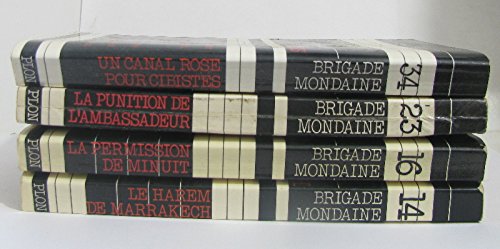 PLON
UN CANAL ROSE
POUR CIBISTES
BRIGADE
MONDAINE
34
PLON
LA PUNITION DE
L'AMBASSADEUR
BRIGADE
MONDAINE
23
PLON
LA PERMISSION
DE MINUIT
BRIGADE
MONDAINE
16
PLON
LE HAREM
DE MARRAKECH
BRIGADE
MONDAINE
14